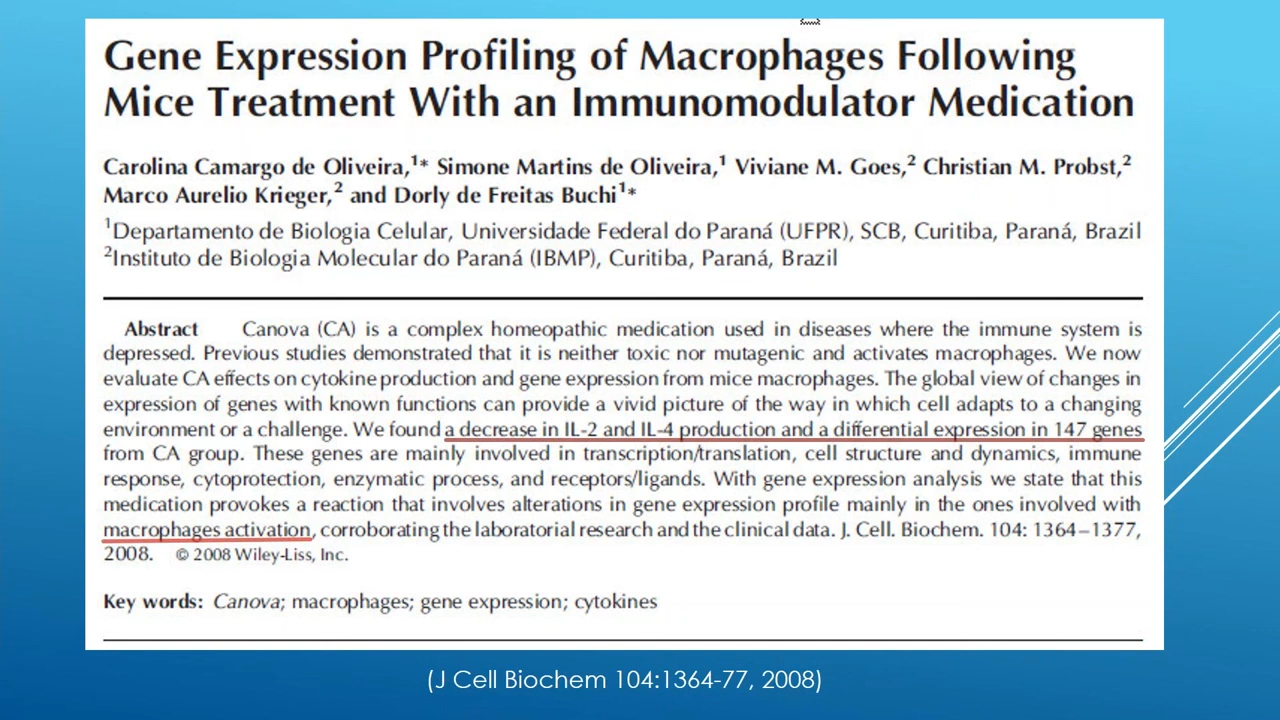 Gene Expression Profiling of Macrophages Following
Mice Treatment With an Immunomodulator Medication
Carolina Camargo de Oliveira,1* Simone Martins de Oliveira,1 Viviane M. Goes,2 Christian M. Probst,2
Marco Aurelio Krieger,2 and Dorly de Freitas Buchi1*
1Departamento de Biologia Celular, Universidade Federal do Paraná (UFPR), SCB, Curitiba, Paraná, Brazil
2Instituto de Biologia Molecular do Paraná (IBMP), Curitiba, Paraná, Brazil
Abstract Canova (CA) is a complex homeopathic medication used in diseases where the immune system is
depressed. Previous studies demonstrated that it is neither toxic nor mutagenic and activates macrophages. We now
evaluate CA effects on cytokine production and gene expression from mice macrophages. The global view of changes in
expression of genes with known functions can provide a vivid picture of the way in which cell adapts to a changing
environment or a challenge. We found a decrease in IL-2 and IL-4 production and a differential expression in 147 genes
from CA group. These genes are mainly involved in transcription/translation, cell structure and dynamics, immune
response, cytoprotection, enzymatic process, and receptors/ligands. With gene expression analysis we state that this
medication provokes a reaction that involves alterations in gene expression profile mainly in the ones involved with
macrophages activation, corroborating the laboratorial research and the clinical data. J. Cell. Biochem. 104: 1364–1377,
2008. © 2008 Wiley-Liss, Inc.
Key words: Canova; macrophages; gene expression; cytokines
(J Cell Biochem 104:1364-77, 2008)